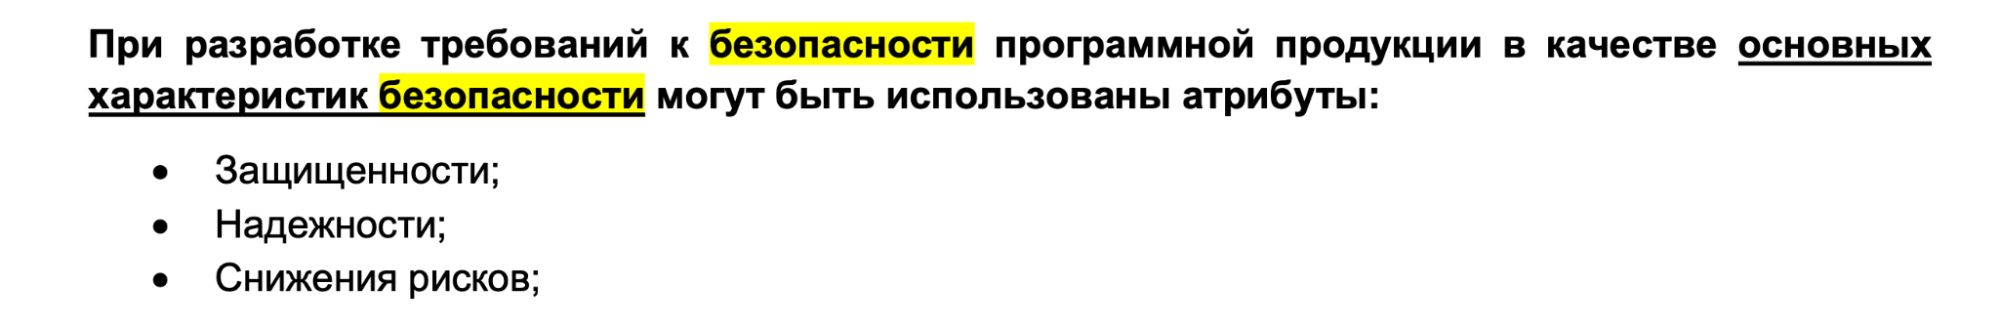 При разработке требований к безопасности программной продукции в качестве основных
характеристик безопасности могут быть использованы атрибуты:
• Защищенности;
• Надежности;
• Снижения рисков;